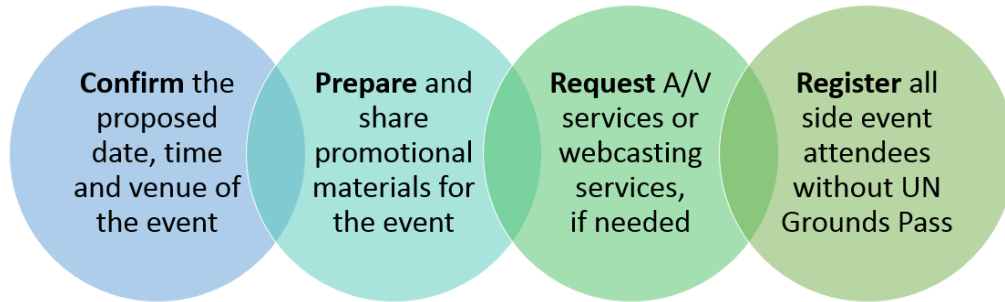 Confirm the
proposed
date, time
and venue of
the event
Prepare and
share
promotional
materials for
the event
Request A/V
services or
webcasting
services,
if needed
Register all
side event
attendees
without UN
Grounds Pass